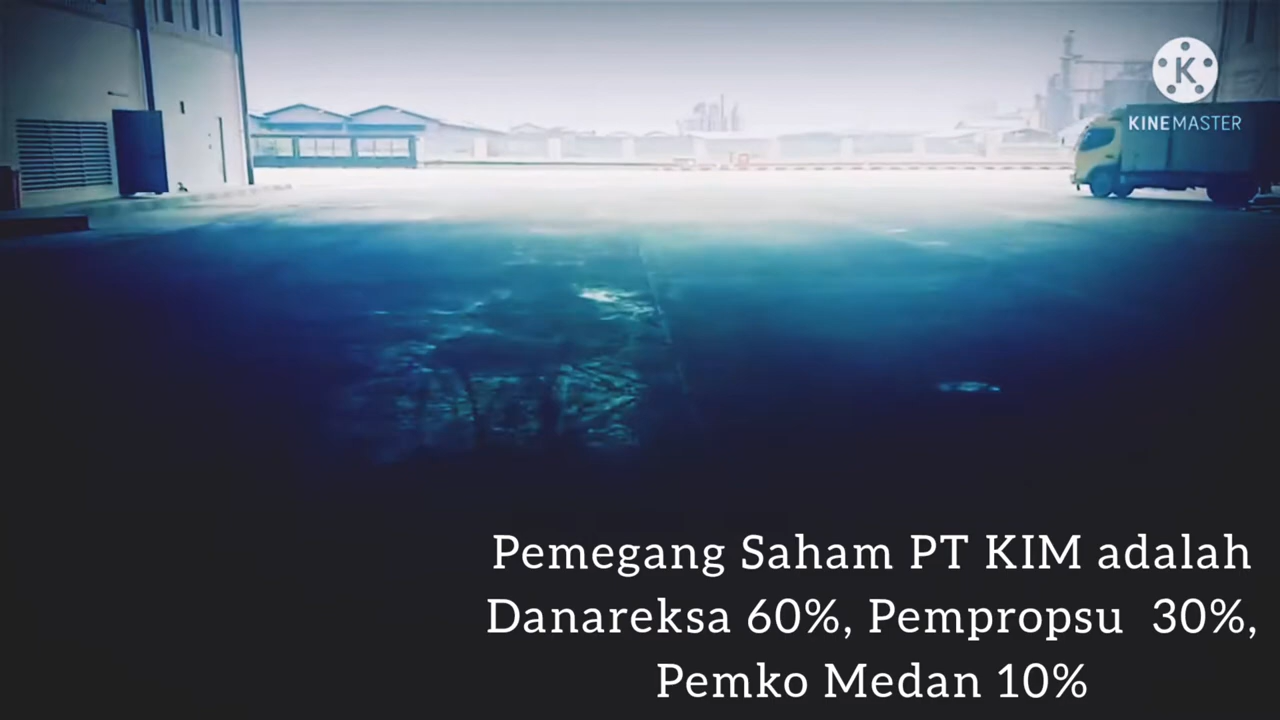 K
KINEMASTER
Pemegang Saham PT KIM adalah
Danareksa 60%, Pempropsu 30%,
Pemko Medan 10%